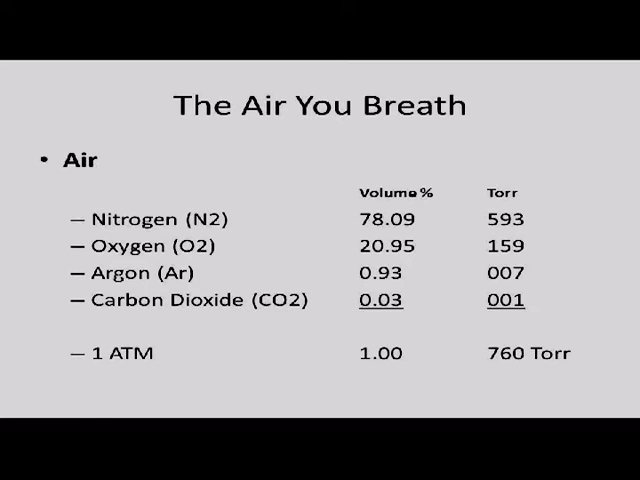 The Air You Breath
• Air
Volume % Torr
– Nitrogen (N2) 78.09 593
– Oxygen (O2) 20.95 159
– Argon (Ar) 0.93 007
– Carbon Dioxide (CO2) 0.03 001
– 1 ATM 1.00 760 Torr